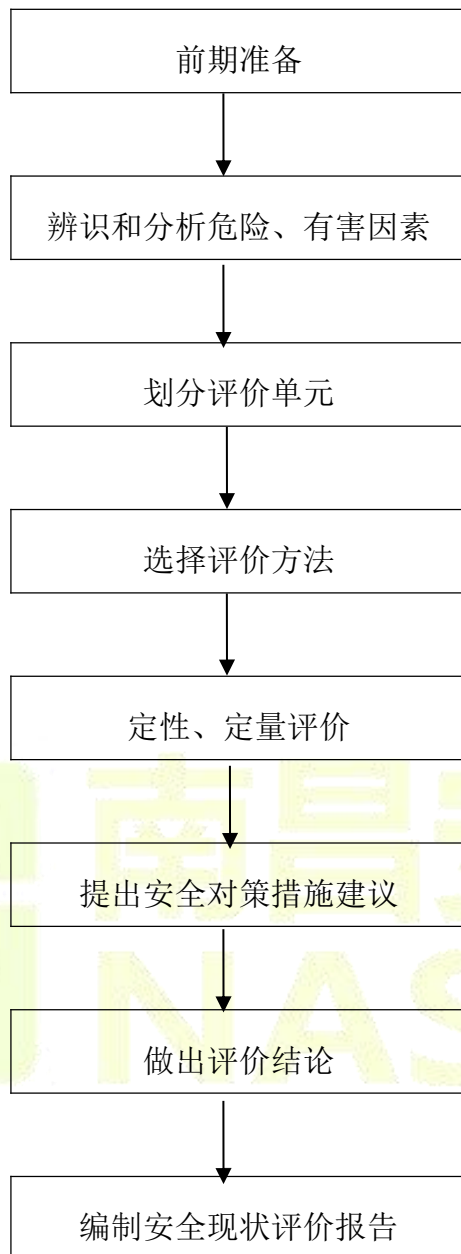 前期准备
辨识和分析危险、有害因素
划分评价单元
选择评价方法
定性、定量评价
南昌
提出安全对策措施建议
NAS
做出评价结论
编制安全现状评价报告